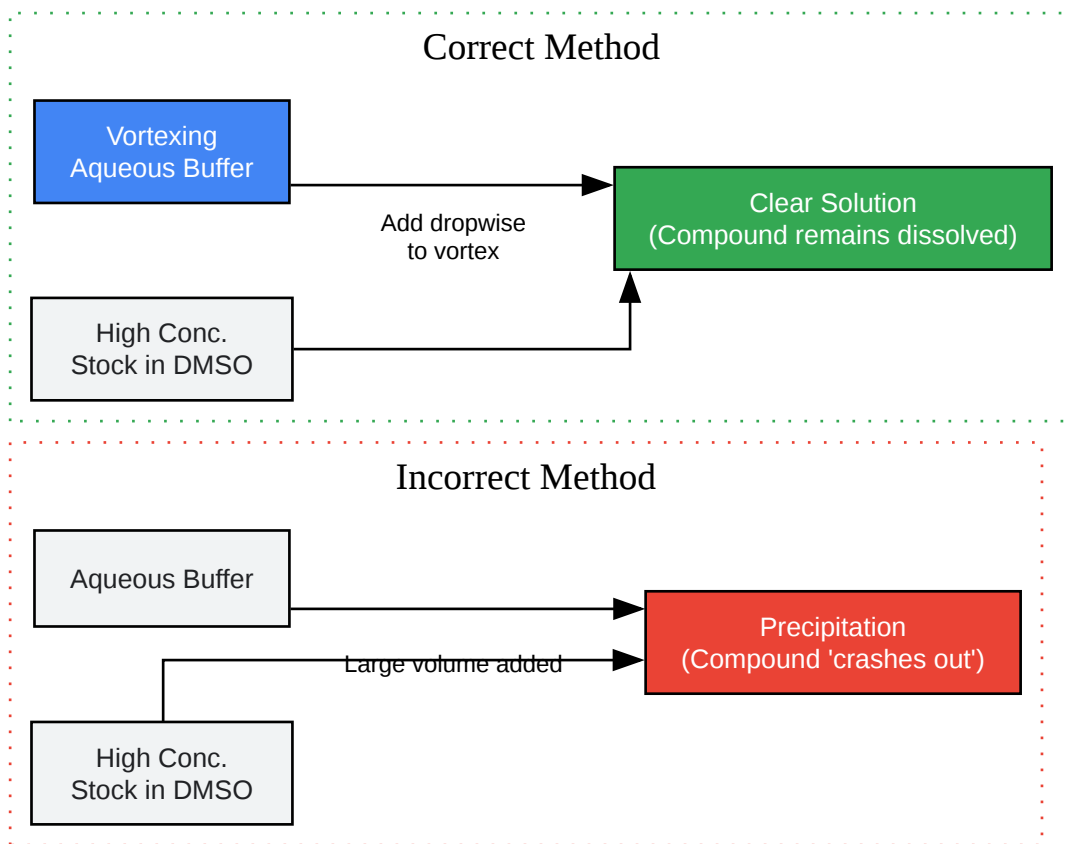 Correct Method
Vortexing
Aqueous Buffer
Add dropwise
to vortex
Clear Solution
(Compound remains dissolved)
High Conc.
Stock in DMSO
Incorrect Method
Aqueous Buffer
Large volume added
Precipitation
(Compound 'crashes out')
High Conc.
Stock in DMSO